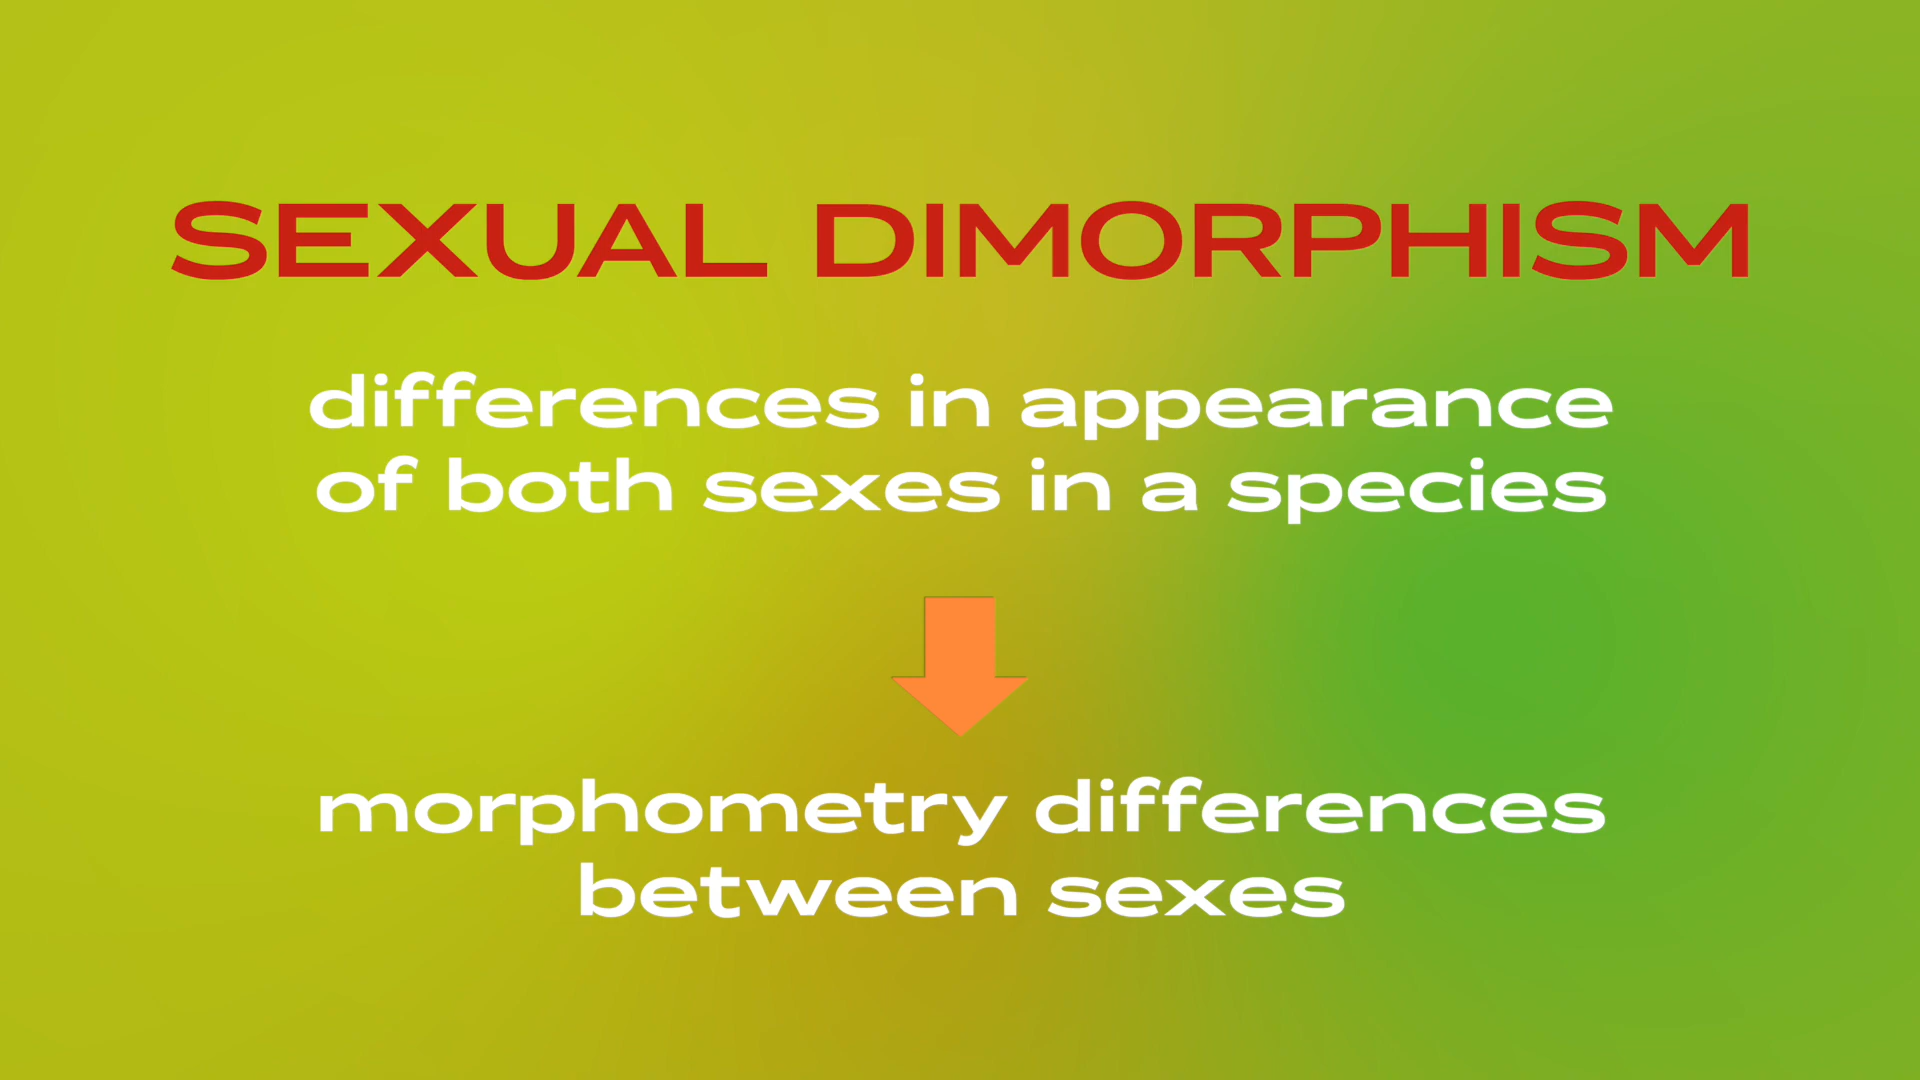 SEXUAL DIMORPHISM
differences in appearance
of both sexes in a species
morphometry differences
between sexes